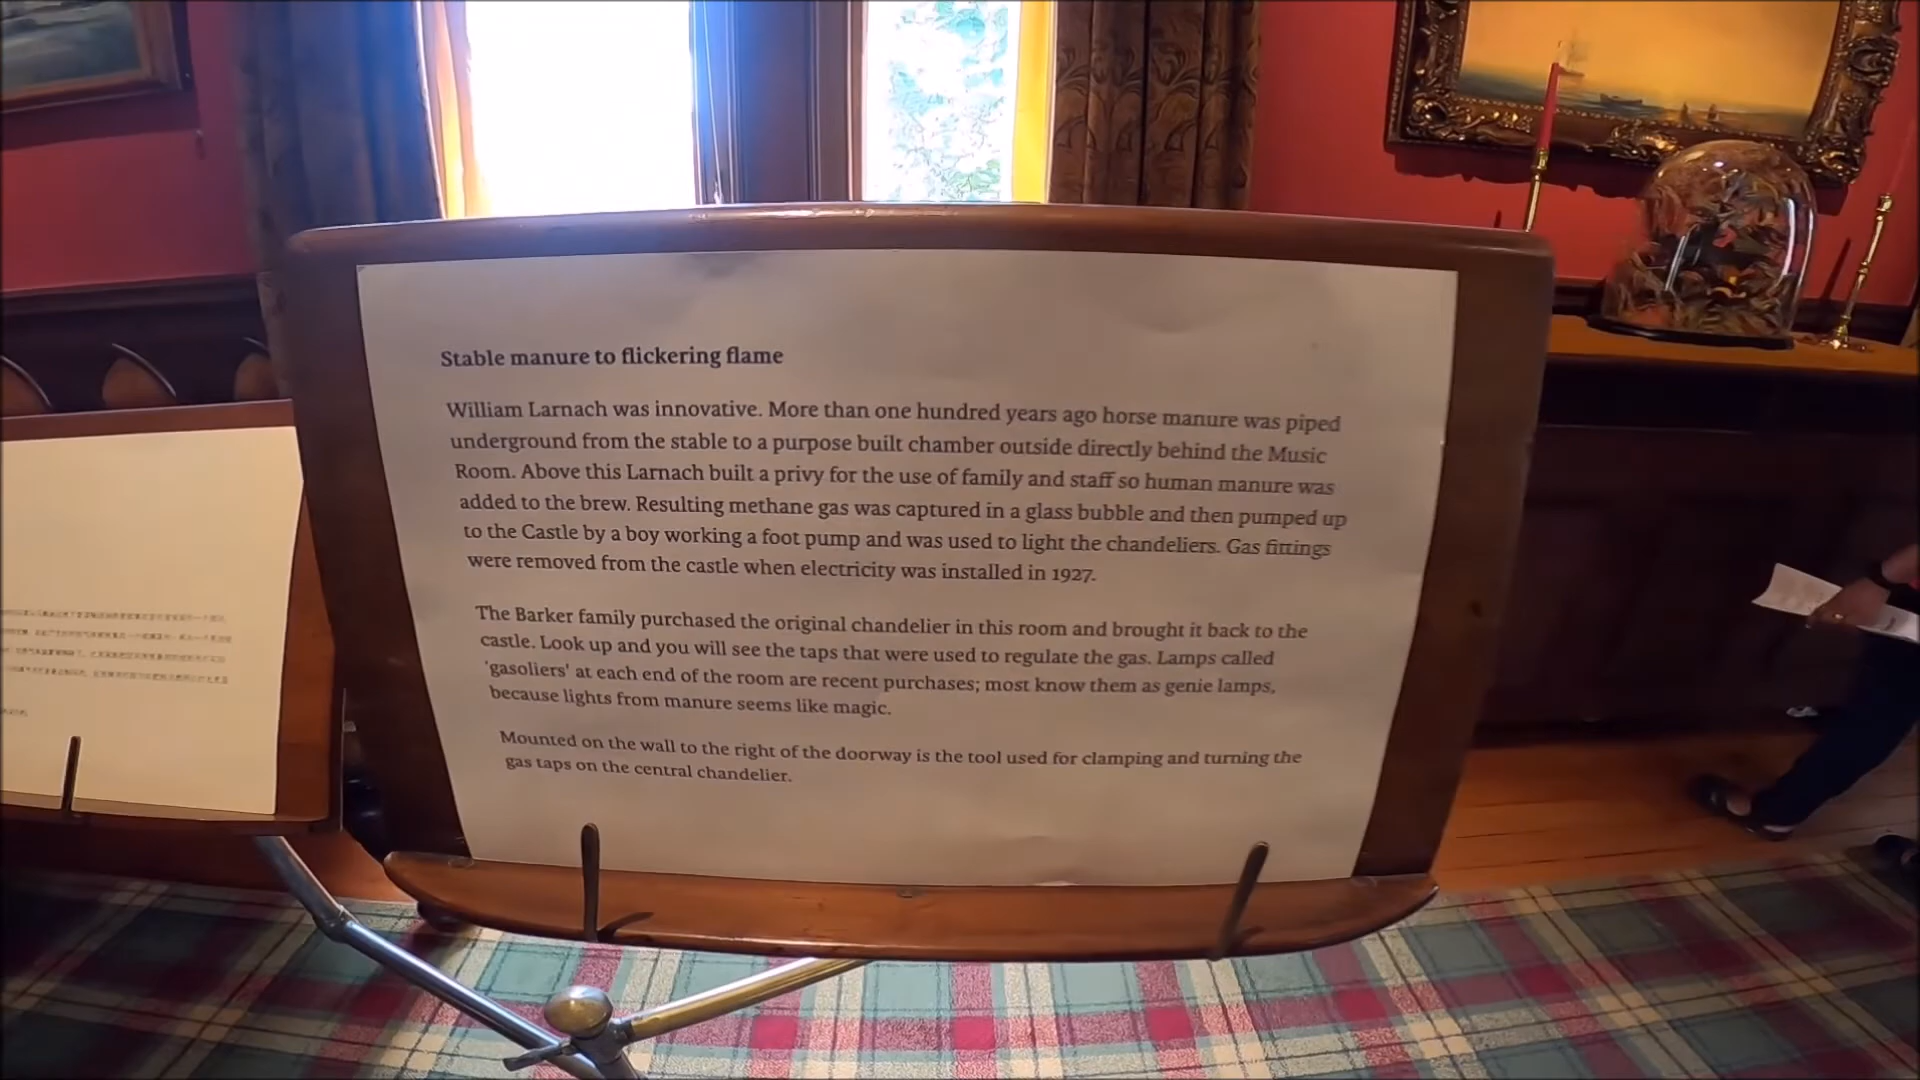 Stable manure to flickering flame
William Larnach was innovative. More than one hundred years ago horse manure was piped
underground from the stable to a purpose built chamber outside directly behind the Music
Room. Above this Larnach built a privy for the use of family and staff so human manure was
added to the brew. Resulting methane gas was captured in a glass bubble and then pumped up
to the Castle by a boy working a foot pump and was used to light the chandeliers. Gas fittings
were removed from the castle when electricity was installed in 1927.
The Barker family purchased the original chandelier in this room and brought it back to the
castle. Look up and you will see the taps that were used to regulate the gas. Lamps called
'gasoliers' at each end of the room are recent purchases; most know them as genie lamps,
because lights from manure seems like magic.
Mounted on the wall to the right of the doorway is the tool used for clamping and turning the
gas taps on the central chandelier.